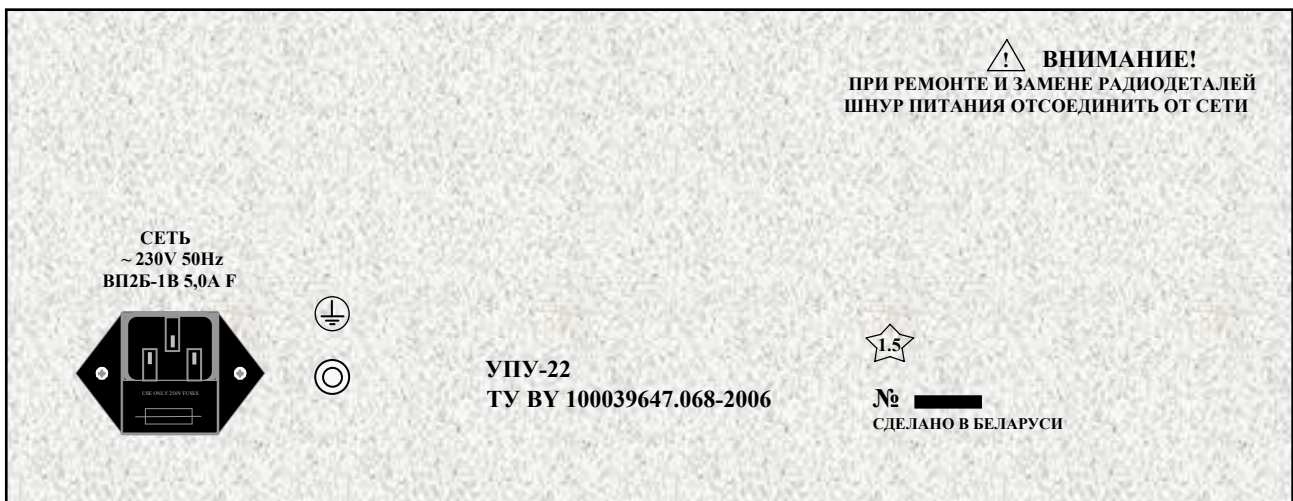 ! ВНИМАНИЕ!
ПРИ РЕМОНТЕ И ЗАМЕНЕ РАДИОДЕТАЛЕЙ
ШНУР ПИТАНИЯ ОТСОЕДИНИТЬ ОТ СЕТИ
СЕТЬ
~ 230V 50Hz
ВП2Б-1В 5,0А F
USE ONLY 250V FUSES
УПУ-22
ТУ BY 100039647.068-2006
1.5
№
СДЕЛАНО В БЕЛАРУСИ